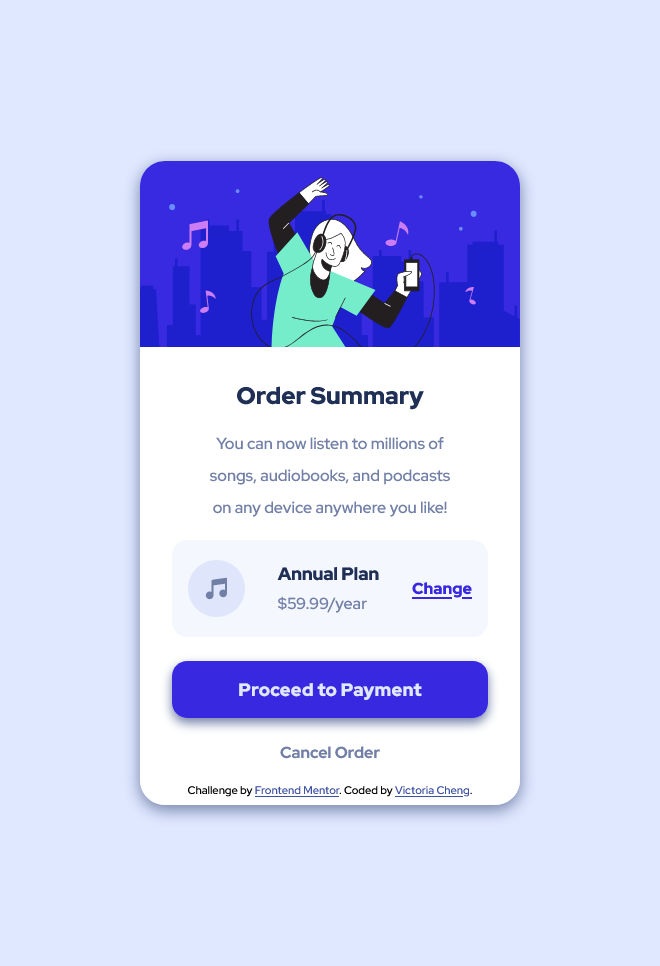 Order Summary
You can now listen to millions of
songs, audiobooks, and podcasts
on any device anywhere you like!
Annual Plan
$59.99/year
Change
Proceed to Payment
Cancel Order
Challenge by Frontend Mentor. Coded by Victoria Cheng.